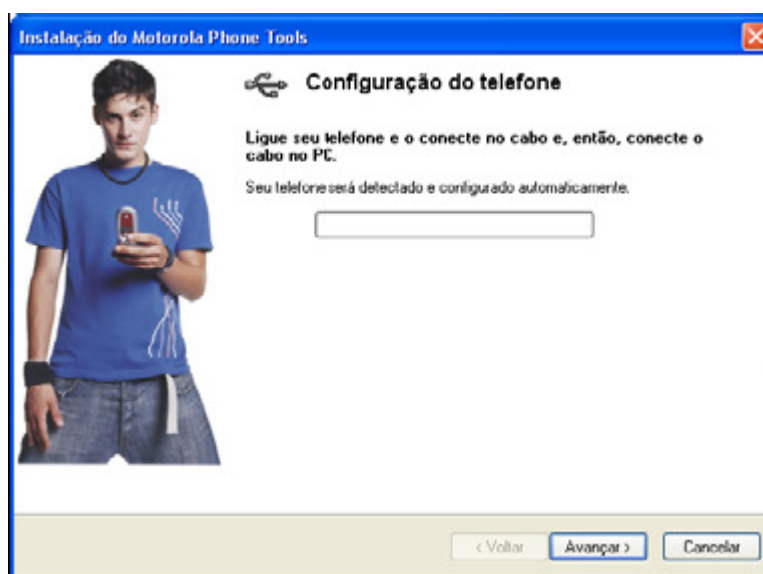 Instalação do Motorola Phone Tools
Configuração do telefone
Ligue seu telefone e o conecte no cabo e, então, conecte o
cabo no PC.
Seu telefone será detectado e configurado automaticamente.
< Voltar Avançar > Cancelar